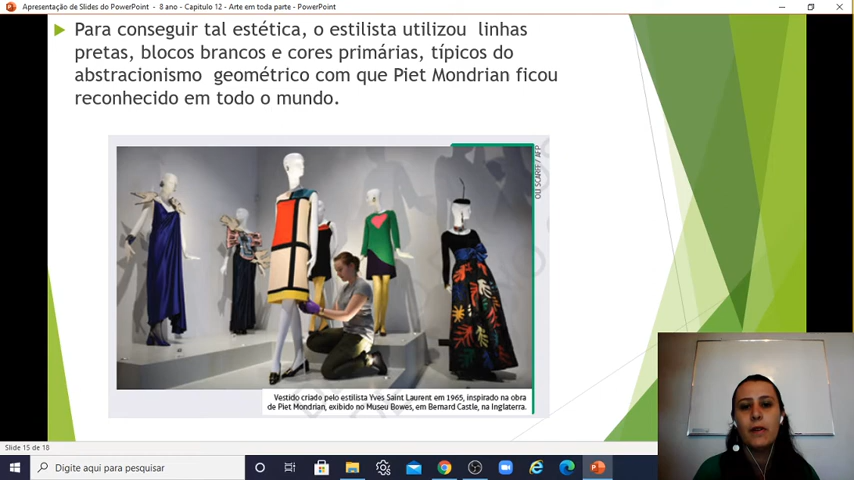 Apresentação de Slides do PowerPoint - 8 ano - Capitulo 12 - Arte em toda parte - PowerPoint
Para conseguir tal estética, o estilista utilizou linhas
pretas, blocos brancos e cores primárias, típicos do
abstracionismo geométrico com que Piet Mondrian ficou
reconhecido em todo o mundo.
OLI SCARFF / AFP
Vestido criado pelo estilista Yves Saint Laurent em 1965, inspirado na obra
de Piet Mondrian, exibido no Museu Bowes, em Bernard Castle, na Inglaterra.
Slide 15 de 18
Digite aqui para pesquisar